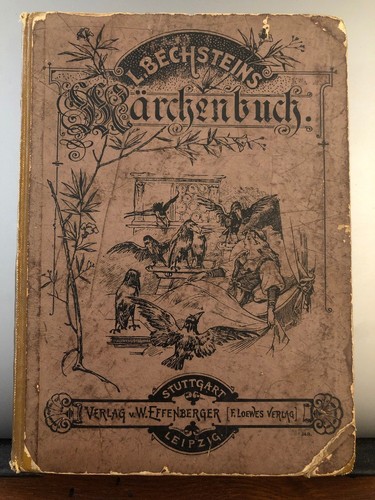 L. BECHSTEINS
Märchenbuch.
STUTTGART
VERLAG v. W. EFFENBERGER [F. LOEWES VERLAG]
LEIPZIG.